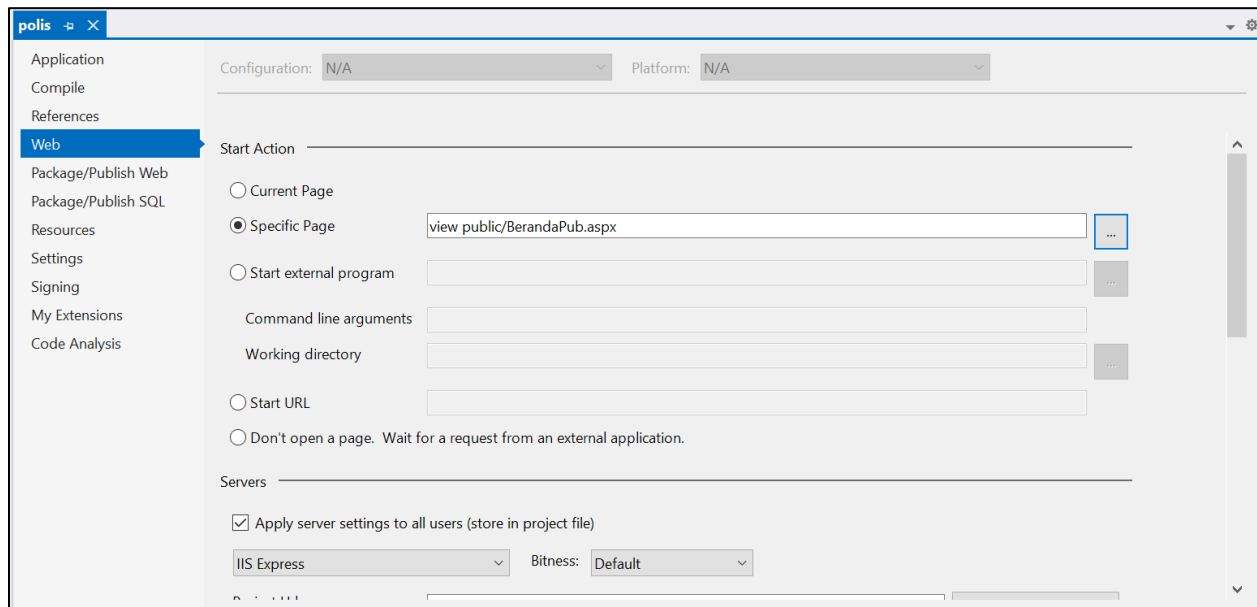 polis
Application
Compile
References
Web
Package/Publish Web
Package/Publish SQL
Resources
Settings
Signing
My Extensions
Code Analysis
Configuration: N/A Platform: N/A
Start Action
Current Page
Specific Page view public/BerandaPub.aspx ...
Start external program ...
Command line arguments
Working directory ...
Start URL
Don't open a page. Wait for a request from an external application.
Servers
Apply server settings to all users (store in project file)
IIS Express Bitness: Default